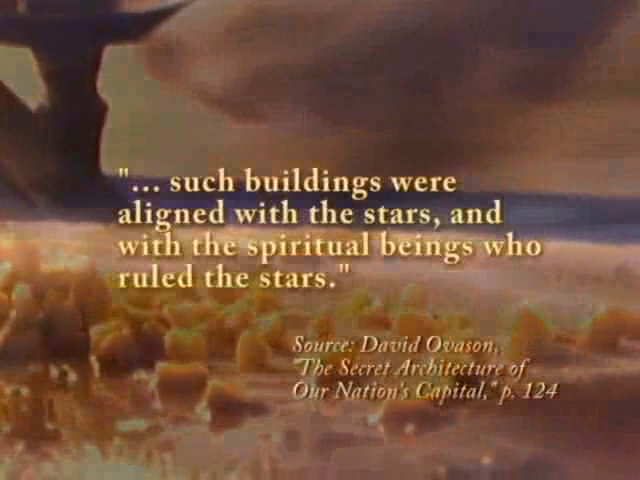 "... such buildings were
aligned with the stars, and
with the spiritual beings who
ruled the stars."
Source: David Ovason,
"The Secret Architecture of
Our Nation's Capital," p. 124